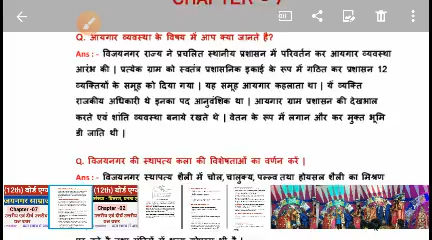 CHAPTER - 7
Q. आयगार व्यवस्था के विषय में आप क्या जानते है?
Ans :- विजयनगर राज्य ने प्रचलित स्थानीय प्रशासन में परिवर्तन कर आयगार व्यवस्था
आरंभ की | प्रत्येक ग्राम को स्वतंत्र प्रशासनिक इकाई के रूप में गठित कर प्रशासन 12
व्यक्तियों के समूह को दिया गया | यह समूह आयगार कहलाता था | ये व्यक्ति
राजकीय अधिकारी थे इनका पद आनुवंशिक था | आयगार ग्राम प्रशासन की देखभाल
करते एवं शांति व्यवस्था बनाये रखते थे | वेतन के रूप में लगान और कर मुक्त भूमि
डी जाति थी |
Q. विजयनगर की स्थापत्य कला की विशेषताओं का वर्णन करें |
Ans :- विजयनगर स्थापत्य शैली में चोल, चालुक्य, पल्लव तथा होयसल शैली का मिश्रण
(12th) बोर्ड
Chapter -07
(12th) बोर्ड
Chapter -02